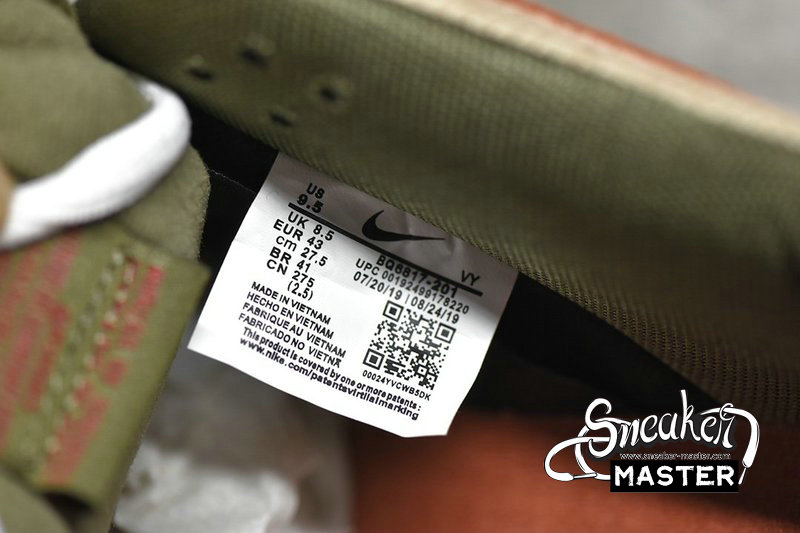 US
9.5
UK 8.5
EUR 43
cm 27.5
BR 41
CN 275
(2.5)
BQ6817-201 VY
UPC 00192499178220
07/20/19 | 08/24/19
MADE IN VIETNAM
HECHO EN VIETNAM
FABRIQUE AU VIETNAM
FABRICADO NO VIETNÃ
This product is covered by one or more patents:
www.nike.com/patentsvirtilalmarking
00024YVCWB5DK
Sneaker
www.sneaker-master.com
MASTER